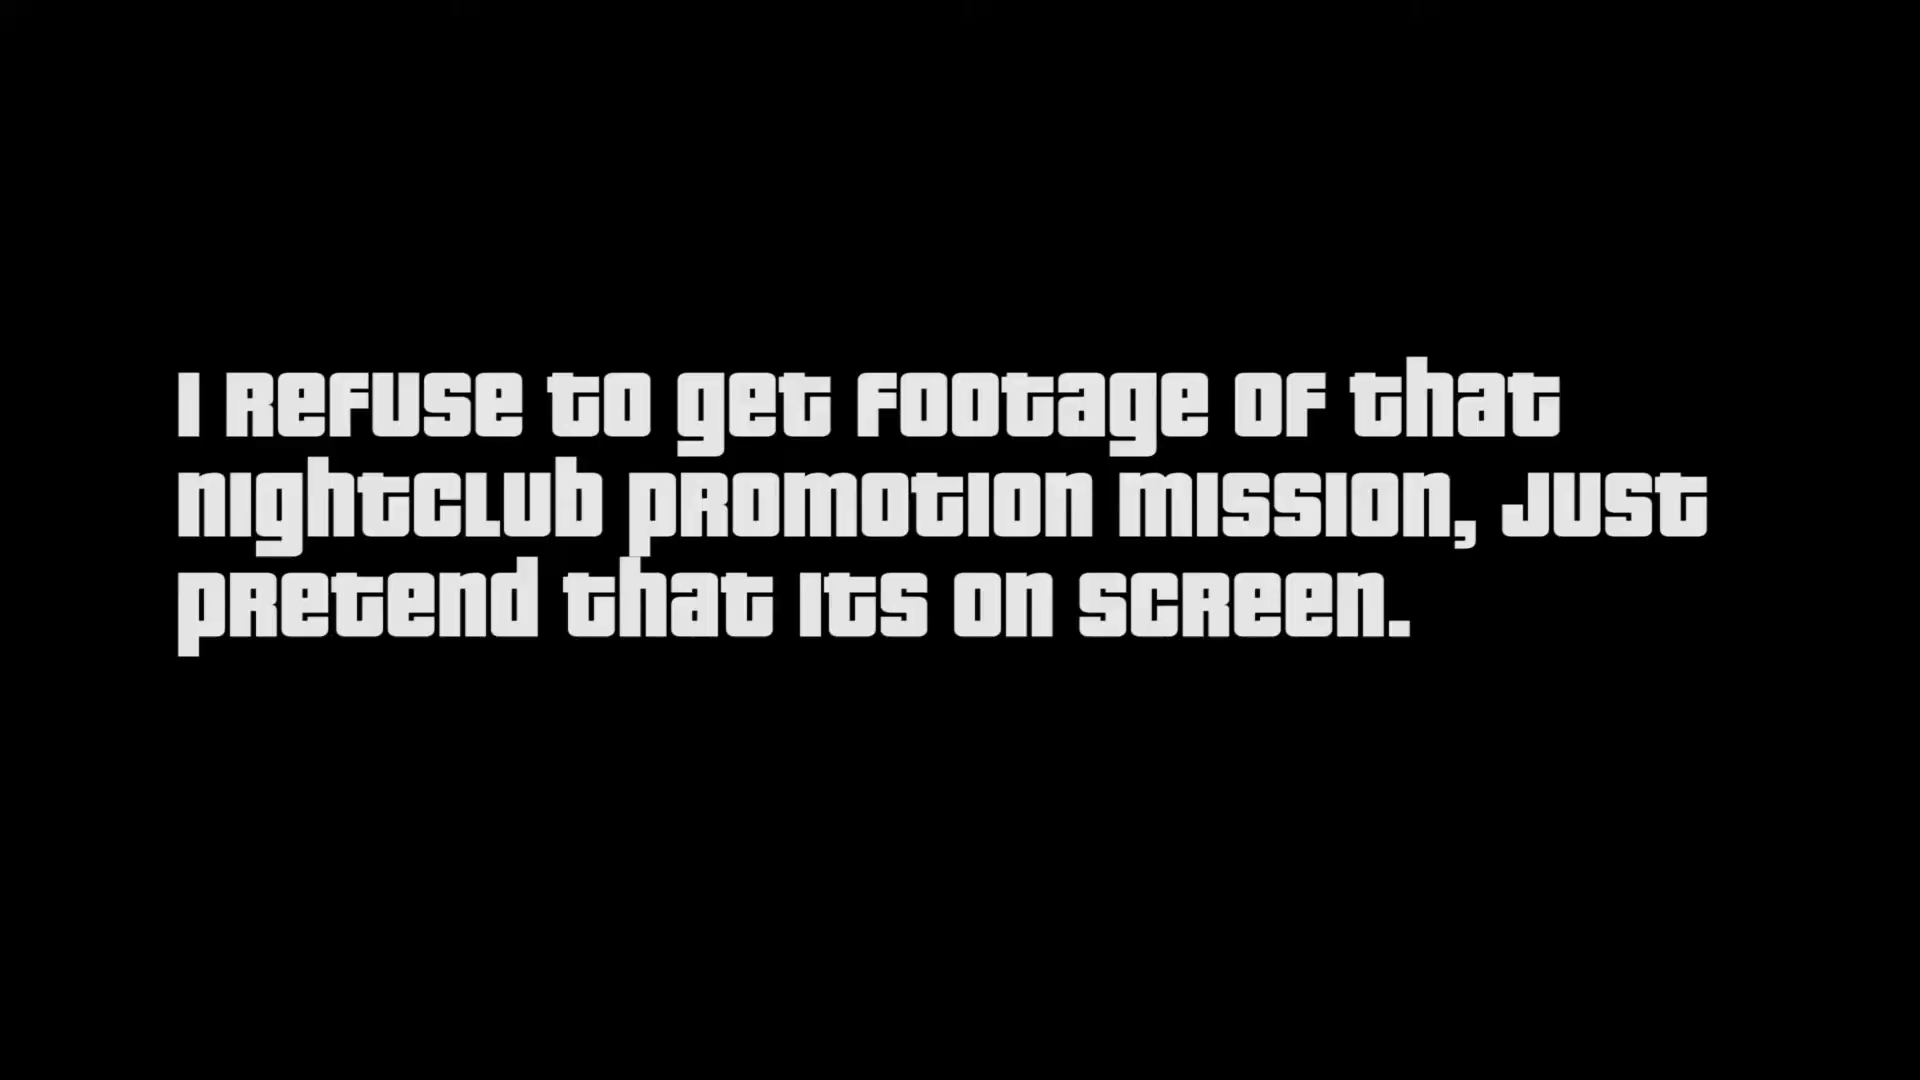 I refuse to get footage of that
nightclub promotion mission, just
pretend that its on screen.